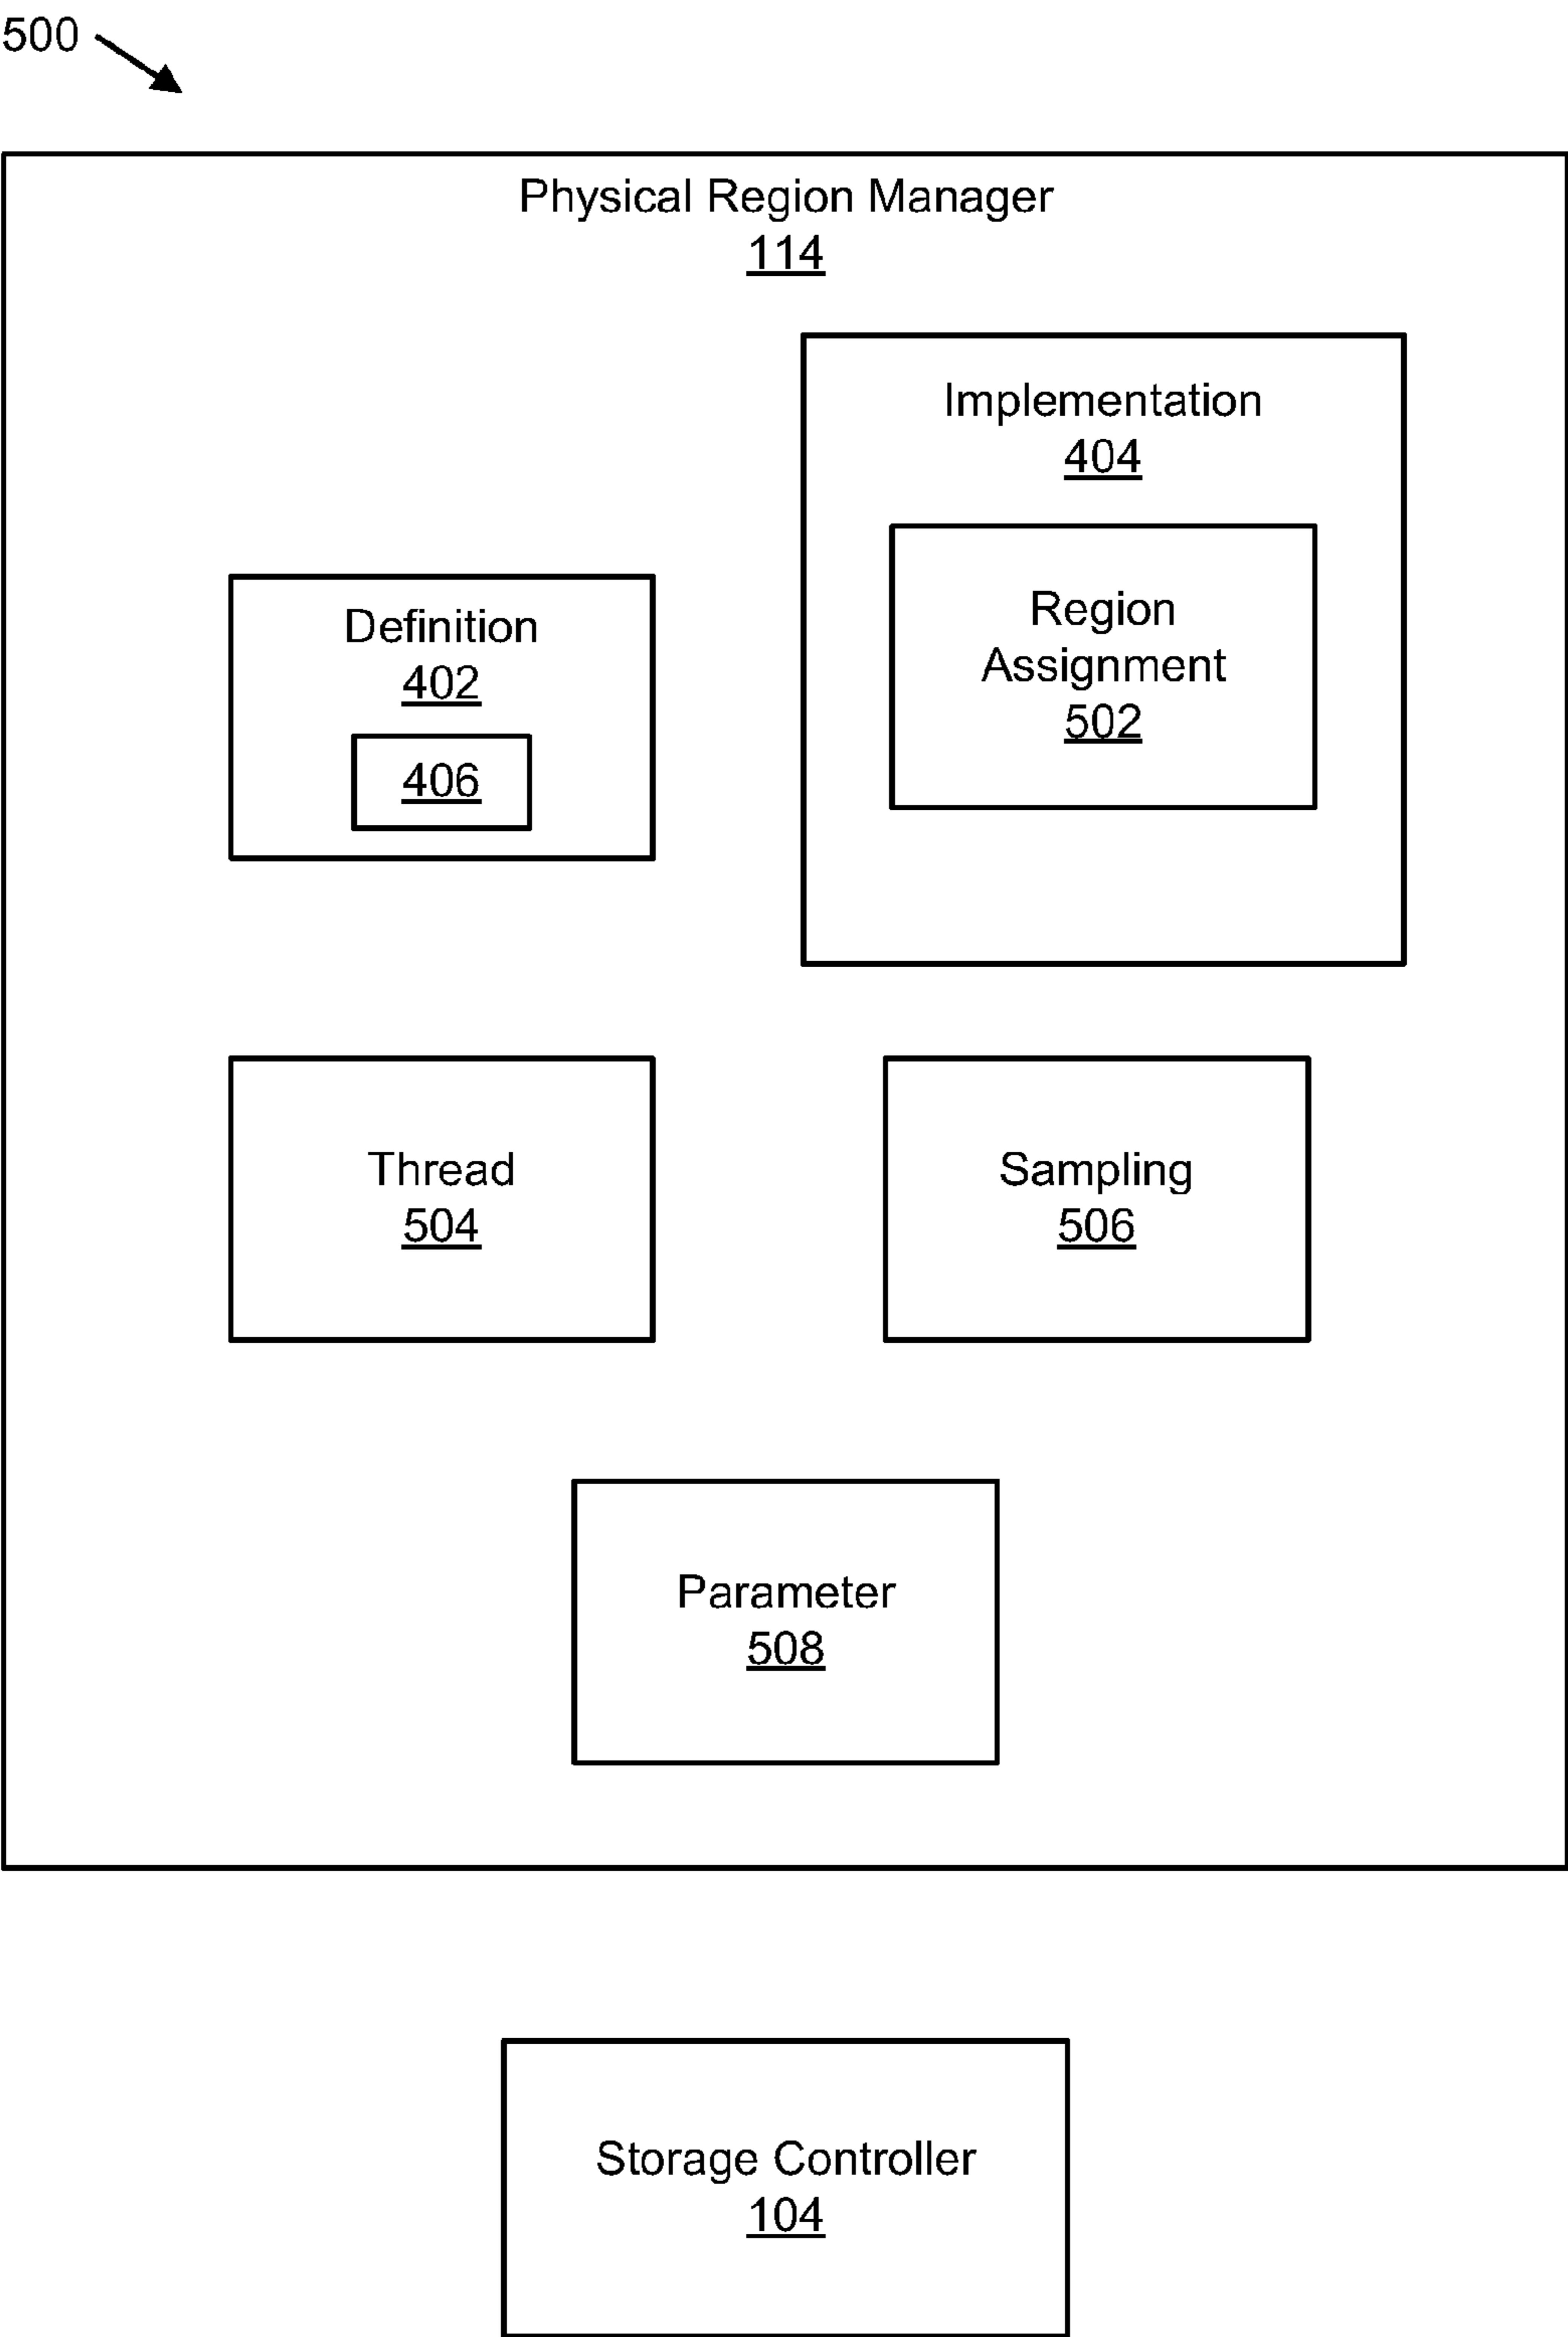 500
Physical Region Manager
114
Implementation
404
Region
Assignment
502
Definition
402
406
Thread
504
Sampling
506
Parameter
508
Storage Controller
104